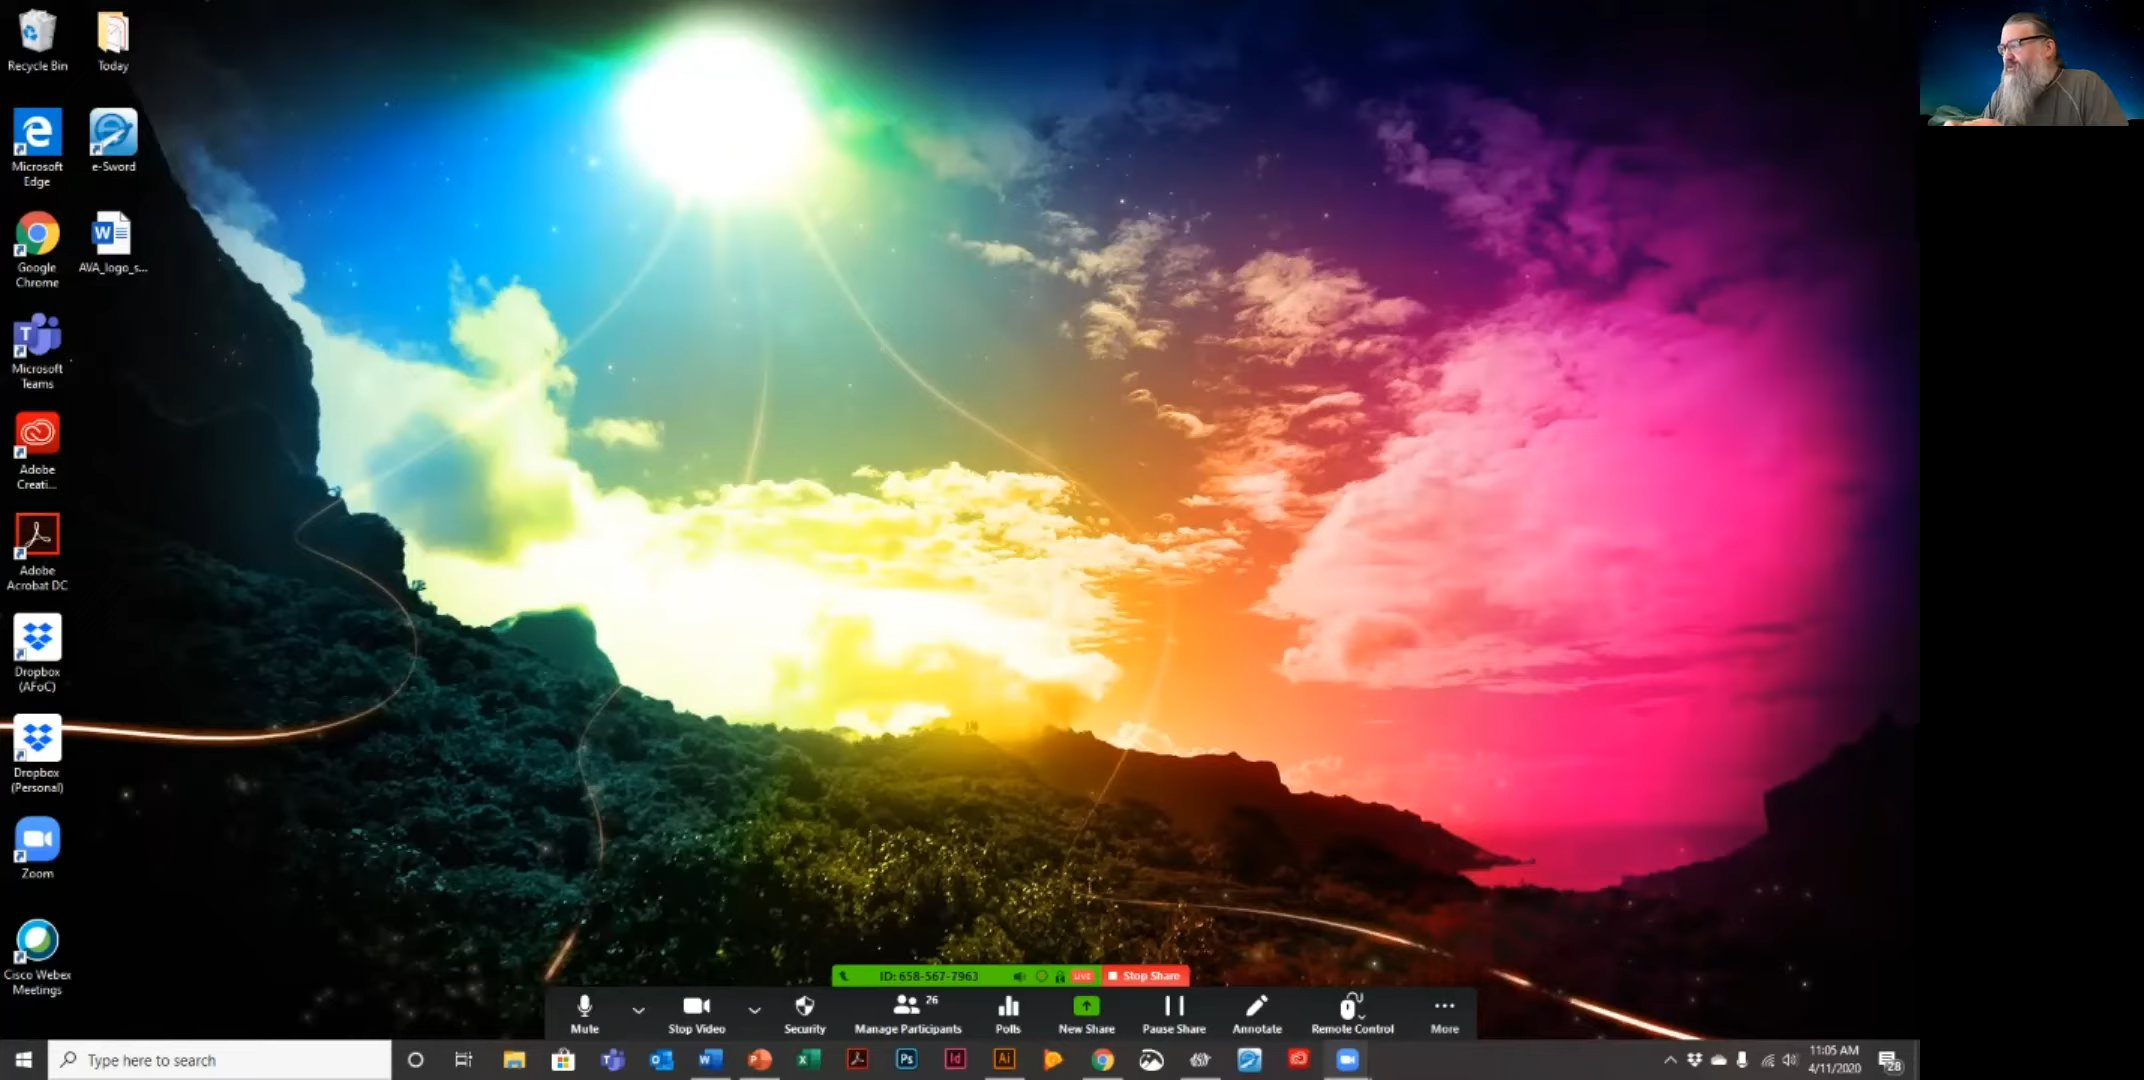 Recycle Bin
Today
Microsoft
Edge
e-Sword
Google
Chrome
AVA_logo_s...
Microsoft
Teams
Adobe
Creati...
Adobe
Acrobat DC
Dropbox
(AFoC)
Dropbox
(Personal)
Zoom
Cisco Webex
Meetings
ID: 658-567-7963
LIVE
Stop Share
26
Mute
Stop Video
Security
Manage Participants
Polls
New Share
Pause Share
Annotate
Remote Control
More
Type here to search
11:05 AM
4/11/2020
28